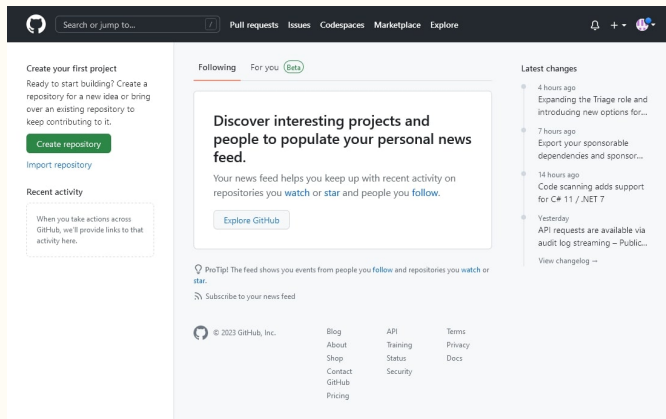 Search or jump to...
/
Pull requests Issues Codespaces Marketplace Explore
Create your first project
Ready to start building? Create a
repository for a new idea or bring
over an existing repository to
keep contributing to it.
Create repository
Import repository
Recent activity
When you take actions across
GitHub, we'll provide links to that
activity here.
Following For you Beta
Discover interesting projects and
people to populate your personal news
feed.
Your news feed helps you keep up with recent activity on
repositories you watch or star and people you follow.
Explore GitHub
ProTip! The feed shows you events from people you follow and repositories you watch or
star.
Subscribe to your news feed
© 2023 GitHub, Inc.
Blog
About
Shop
Contact
GitHub
Pricing
API
Training
Status
Security
Terms
Privacy
Docs
Latest changes
4 hours ago
Expanding the Triage role and
introducing new options for...
7 hours ago
Export your sponsorable
dependencies and sponsor...
14 hours ago
Code scanning adds support
for C# 11 / .NET 7
Yesterday
API requests are available via
audit log streaming – Public...
View changelog →